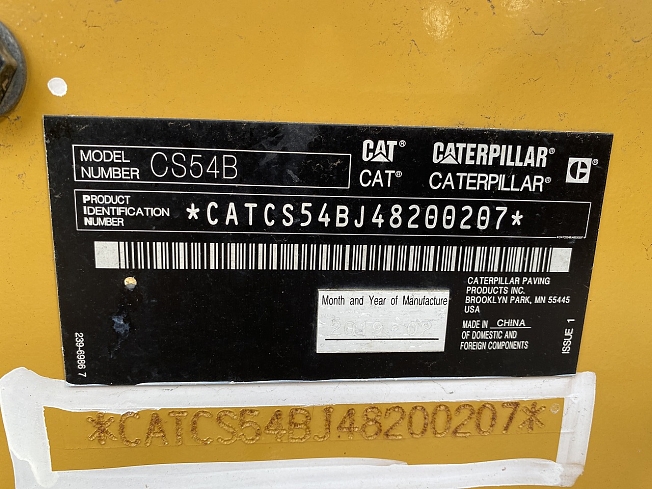 MODEL NUMBER CS54B
CAT® CATERPILLAR® C®
CAT® CATERPILLAR®
PRODUCT IDENTIFICATION NUMBER *CATCS54BJ48200207*
CATERPILLAR PAVING
PRODUCTS INC.
BROOKLYN PARK, MN 55445
USA
Month and Year of Manufacture
MADE IN CHINA
OF DOMESTIC AND
FOREIGN COMPONENTS
ISSUE 1
239-6986 7
*CATCS54BJ48200207*